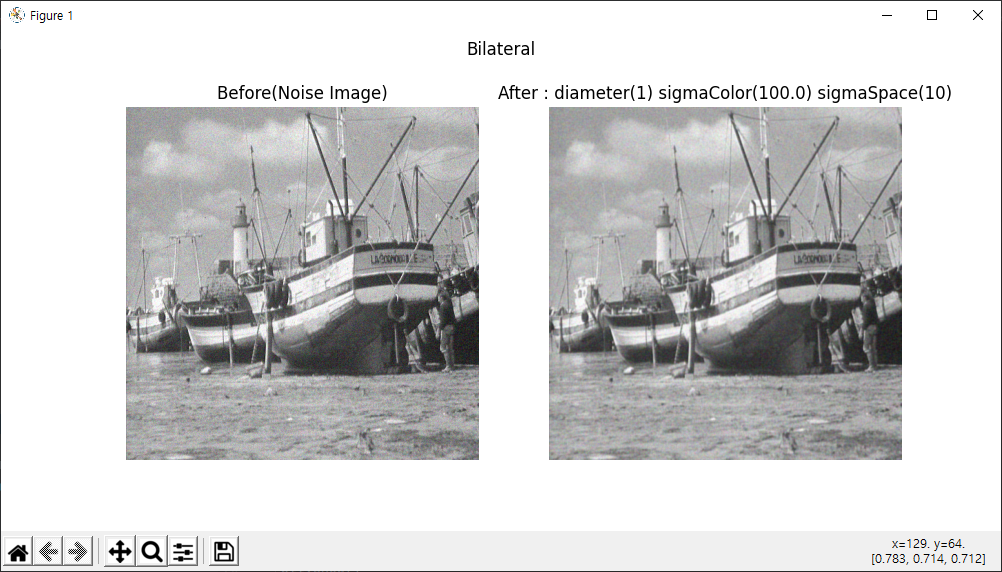 Figure 1
Bilateral
Before(Noise Image)
After : diameter(1) sigmaColor(100.0) sigmaSpace(10)
x=129. y=64.
[0.783, 0.714, 0.712]